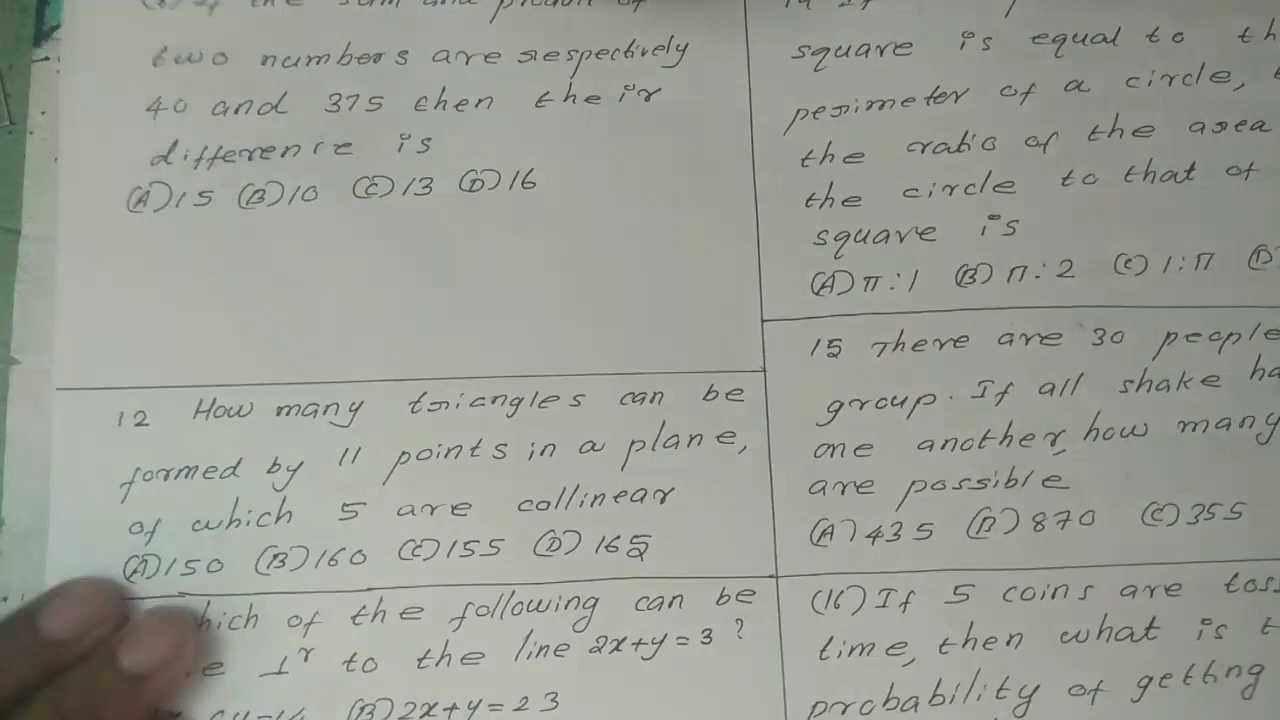 two numbers are respectively
40 and 375 then their
difference is
(A) 15 (B) 10 (C) 13 (D) 16
12 How many triangles can be
formed by 11 points in a plane,
of which 5 are collinear
(A) 150 (B) 160 (C) 155 (D) 165
hich of the following can be
e ⊥r to the line 2x+y=3?
(B) 2x+y=23
square is equal to th
perimeter of a circle,
the ratio of the area
the circle to that of
square is
(A) π:1 (B) π:2 (C) 1:π (D
15 There are 30 people
group. If all shake ha
one another, how many
are possible
(A) 435 (B) 870 (C) 355
(16) If 5 coins are toss
time, then what is t
probability of getting